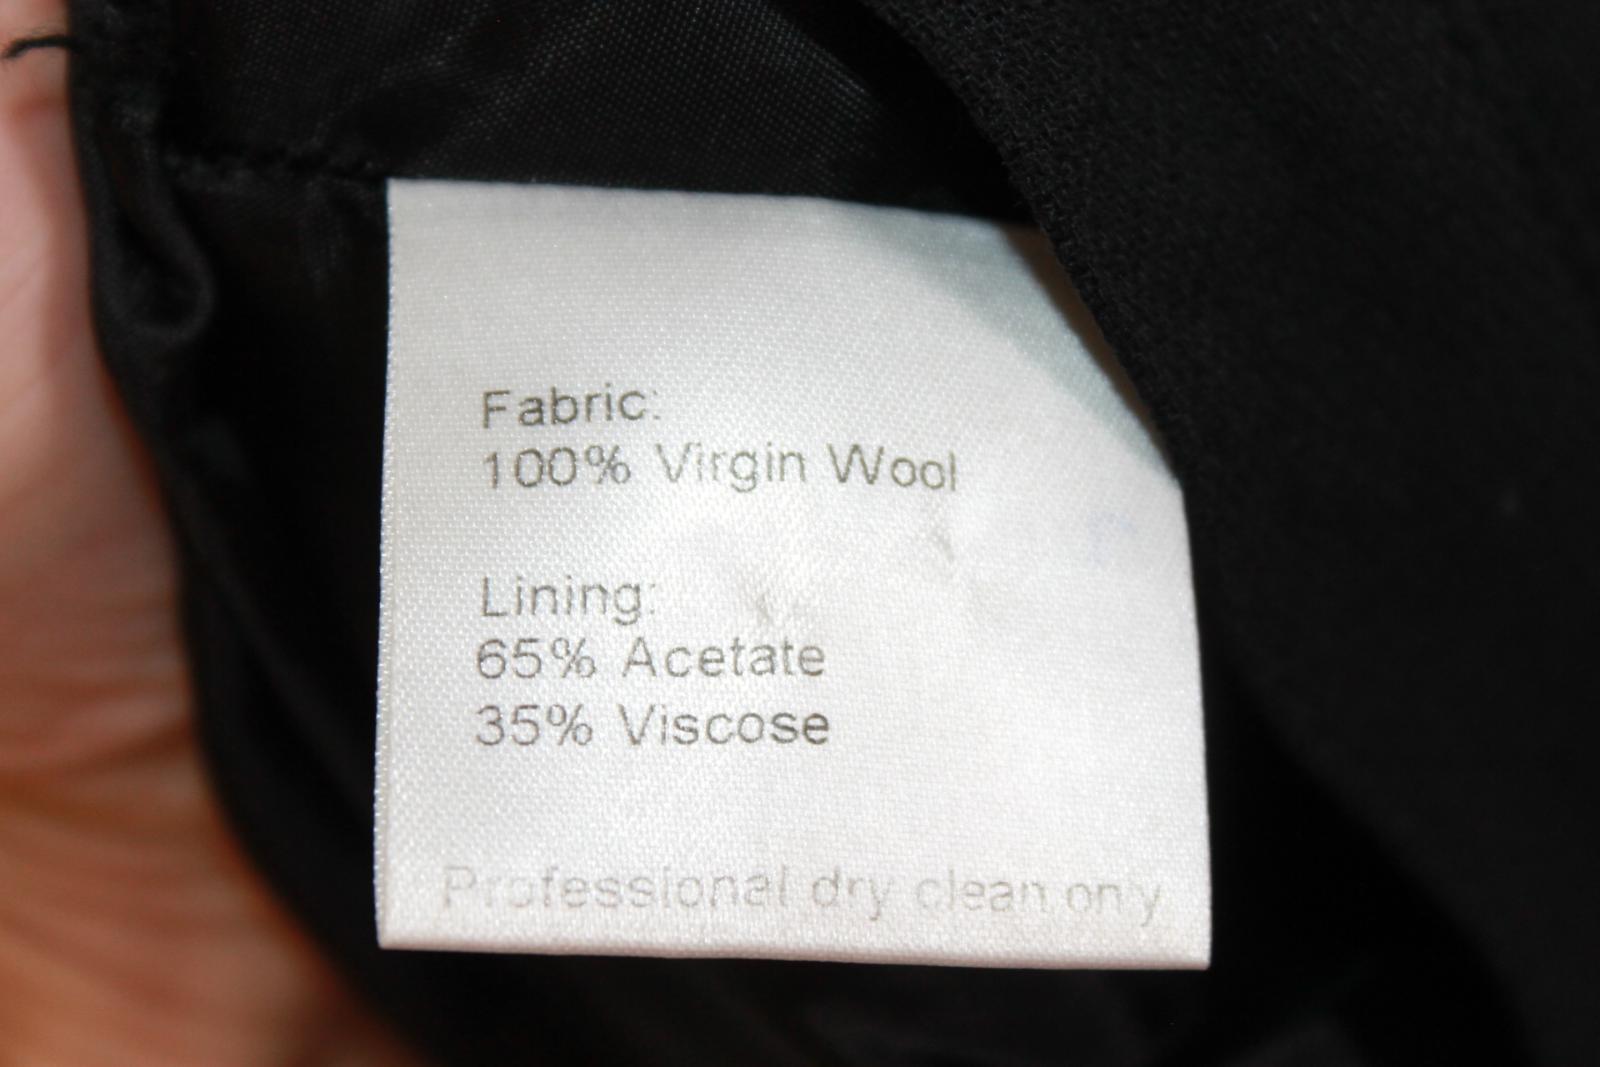 Fabric:
100% Virgin Wool
Lining:
65% Acetate
35% Viscose
Professional dry clean only